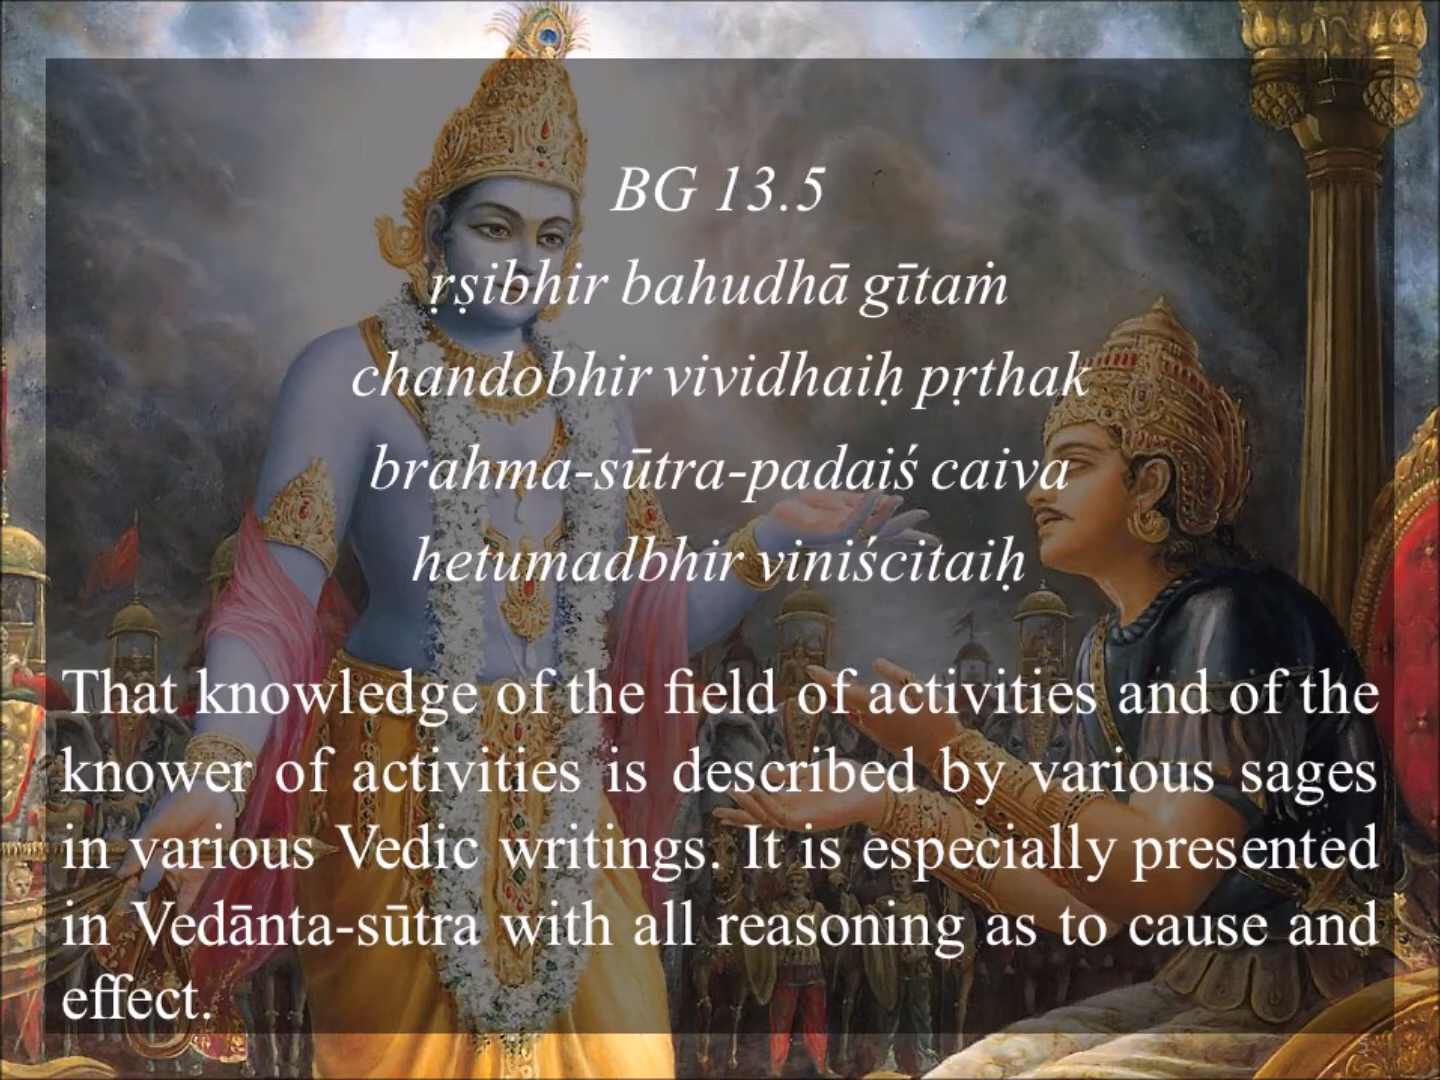 BG 13.5
ṛṣibhir bahudhā gītaṁ
chandobhir vividhaiḥ pṛthak
brahma-sūtra-padaiś caiva
hetumadbhir viniścitaiḥ
That knowledge of the field of activities and of the
knower of activities is described by various sages
in various Vedic writings. It is especially presented
in Vedānta-sūtra with all reasoning as to cause and
effect.